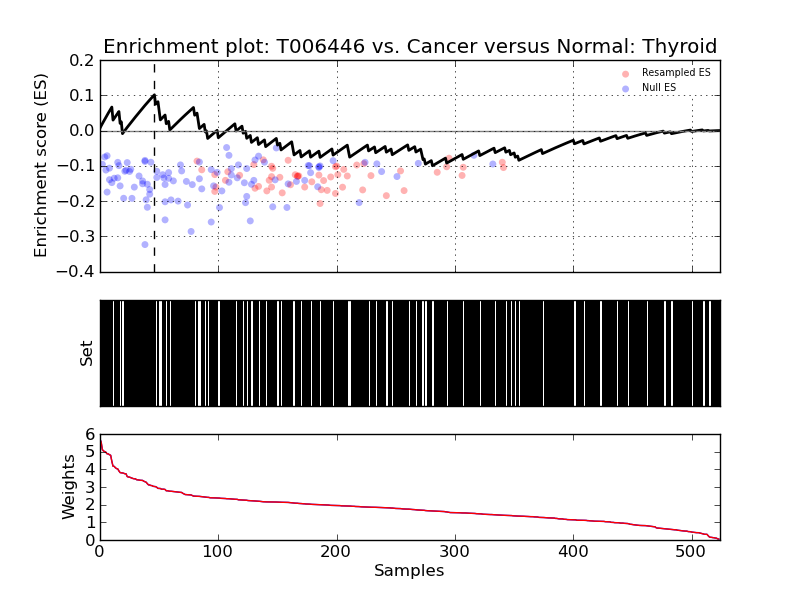 Enrichment plot: T006446 vs. Cancer versus Normal: Thyroid
Enrichment score (ES)
0.2
0.1
0.0
−0.1
−0.2
−0.3
−0.4
Resampled ES
Null ES
Set
Weights
6
5
4
3
2
1
0
0 100 200 300 400 500
Samples